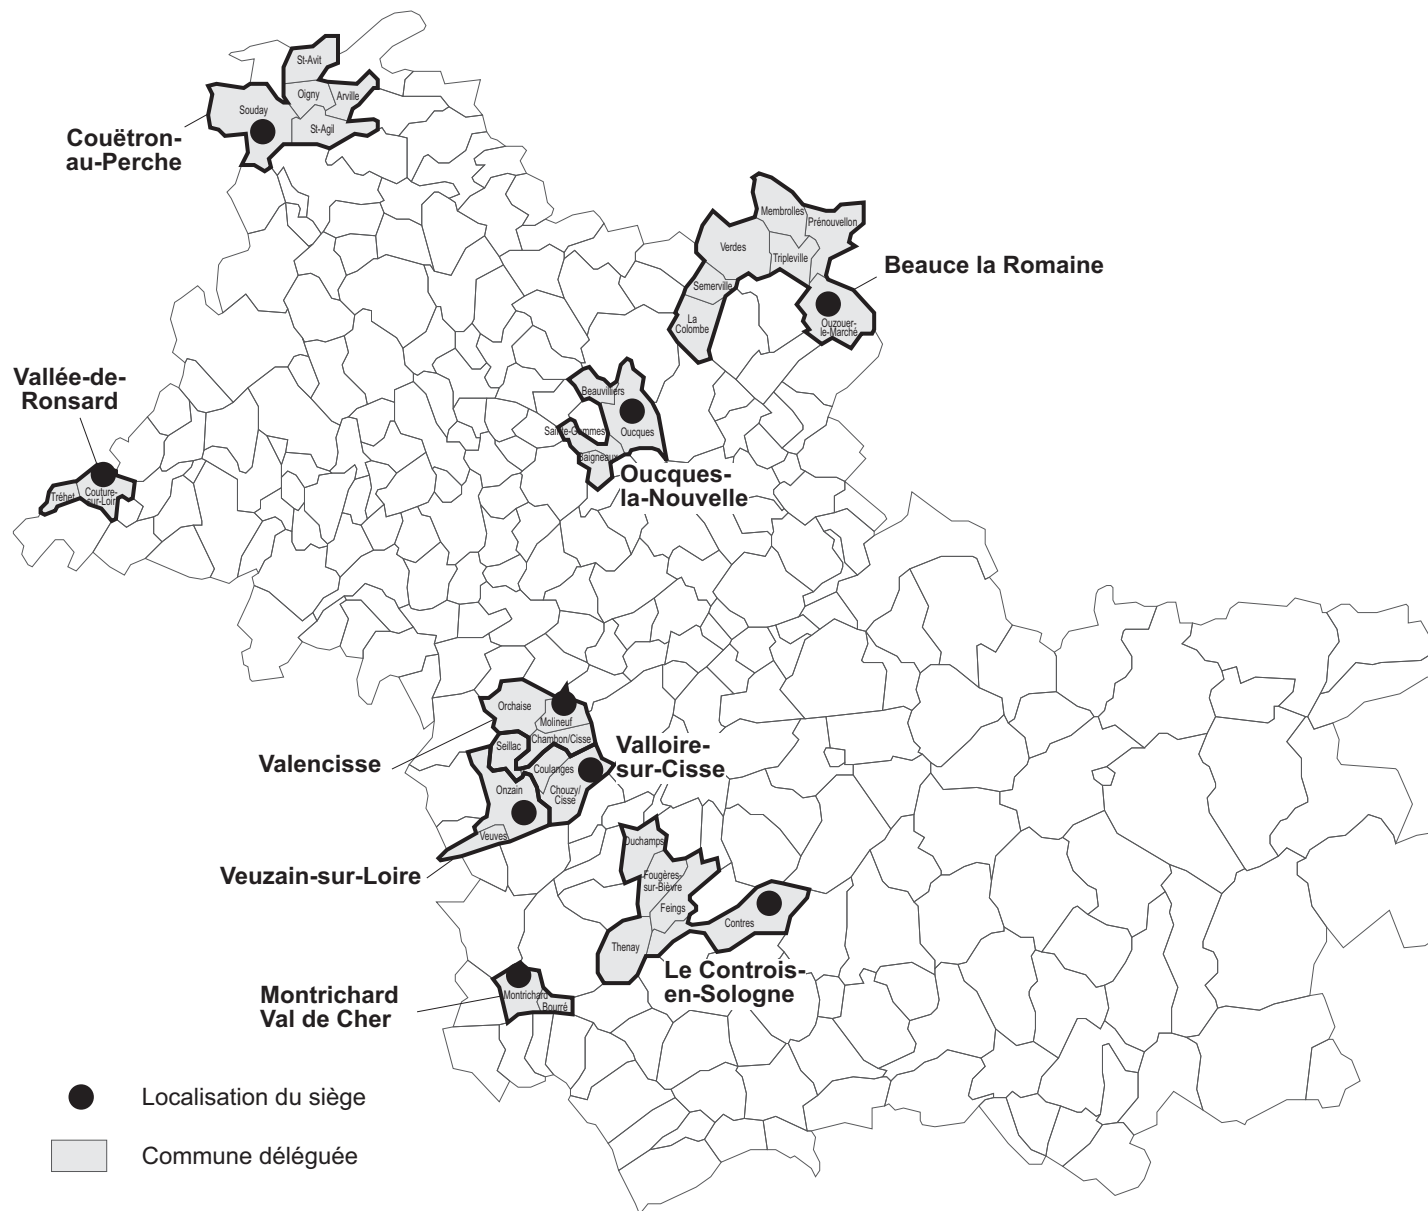 St-Avit
Oigny
Arville
Souday
St-Agil
Couëtron-
au-Perche
Membrolles
Prénouvellon
Verdes
Tripleville
Semerville
La
Colombe
Ouzouer-
le-Marché
Beauce la Romaine
Vallée-de-
Ronsard
Tréhet
Couture-
sur-Loir
Beauvilliers
Sainte-Gemmes
Oucques
Baigneaux
Oucques-
la-Nouvelle
Orchaise
Molineuf
Chambon/Cisse
Seillac
Coulanges
Chouzy/
Cisse
Onzain
Veuves
Valencisse
Valloire-
sur-Cisse
Veuzain-sur-Loire
Ouchamps
Fougères-
sur-Bièvre
Feings
Contres
Thenay
Le Controis-
en-Sologne
Montrichard
Bourré
Montrichard
Val de Cher
Localisation du siège
Commune déléguée